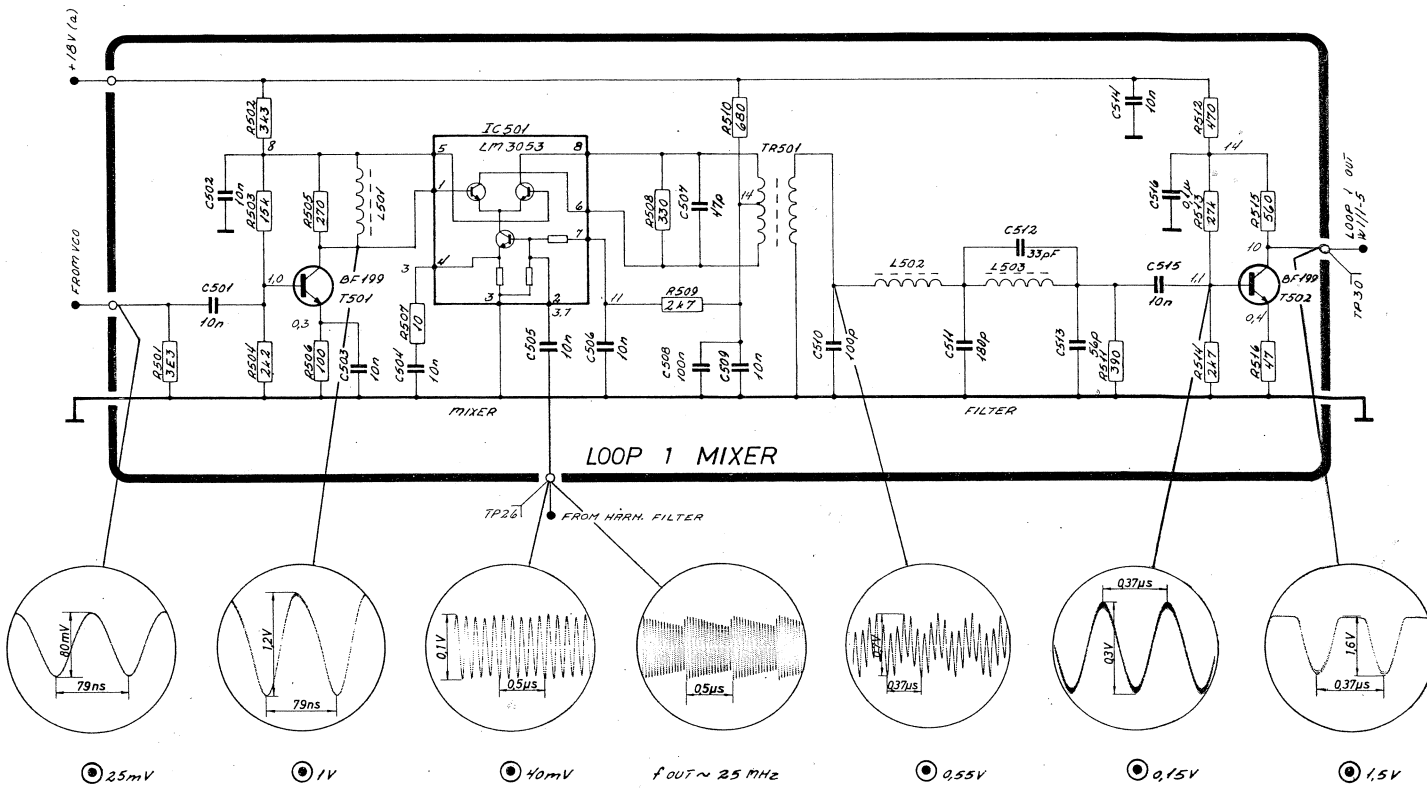 +18V (a)
R502
3k3
8
C502
10n
R503
15k
R505
270
L501
IC501
LM 3053
5
8
1
6
7
4
3
3
2
3,7
R510
680
TR501
14
R508
330
C507
47p
C514
10n
R512
470
14
C516
0,1µ
R513
27k
R515
560
10
LOOP 1 OUT
W11-5
TP30
FROM VCO
C501
10n
1,0
BF199
T501
0,3
R501
3E3
R504
2k2
R506
100
C503
10n
R507
10
C504
10n
C505
10n
11
C506
10n
R509
2k7
C508
100n
C509
10n
C510
100p
L502
C512
33pF
L503
C511
180p
C513
56p
R511
390
C515
10n
1,1
BF199
T502
0,4
R514
2k7
R516
47
MIXER
FILTER
LOOP 1 MIXER
TP26
FROM HARM. FILTER
80mV
79ns
1,2V
79ns
0,1V
0,5µs
0,5µs
0,7V
0,37µs
0,37µs
0,3V
1,6V
0,37µs
25mV
1V
40mV
f OUT ~ 25 MHz
0,55V
0,15V
1,5V